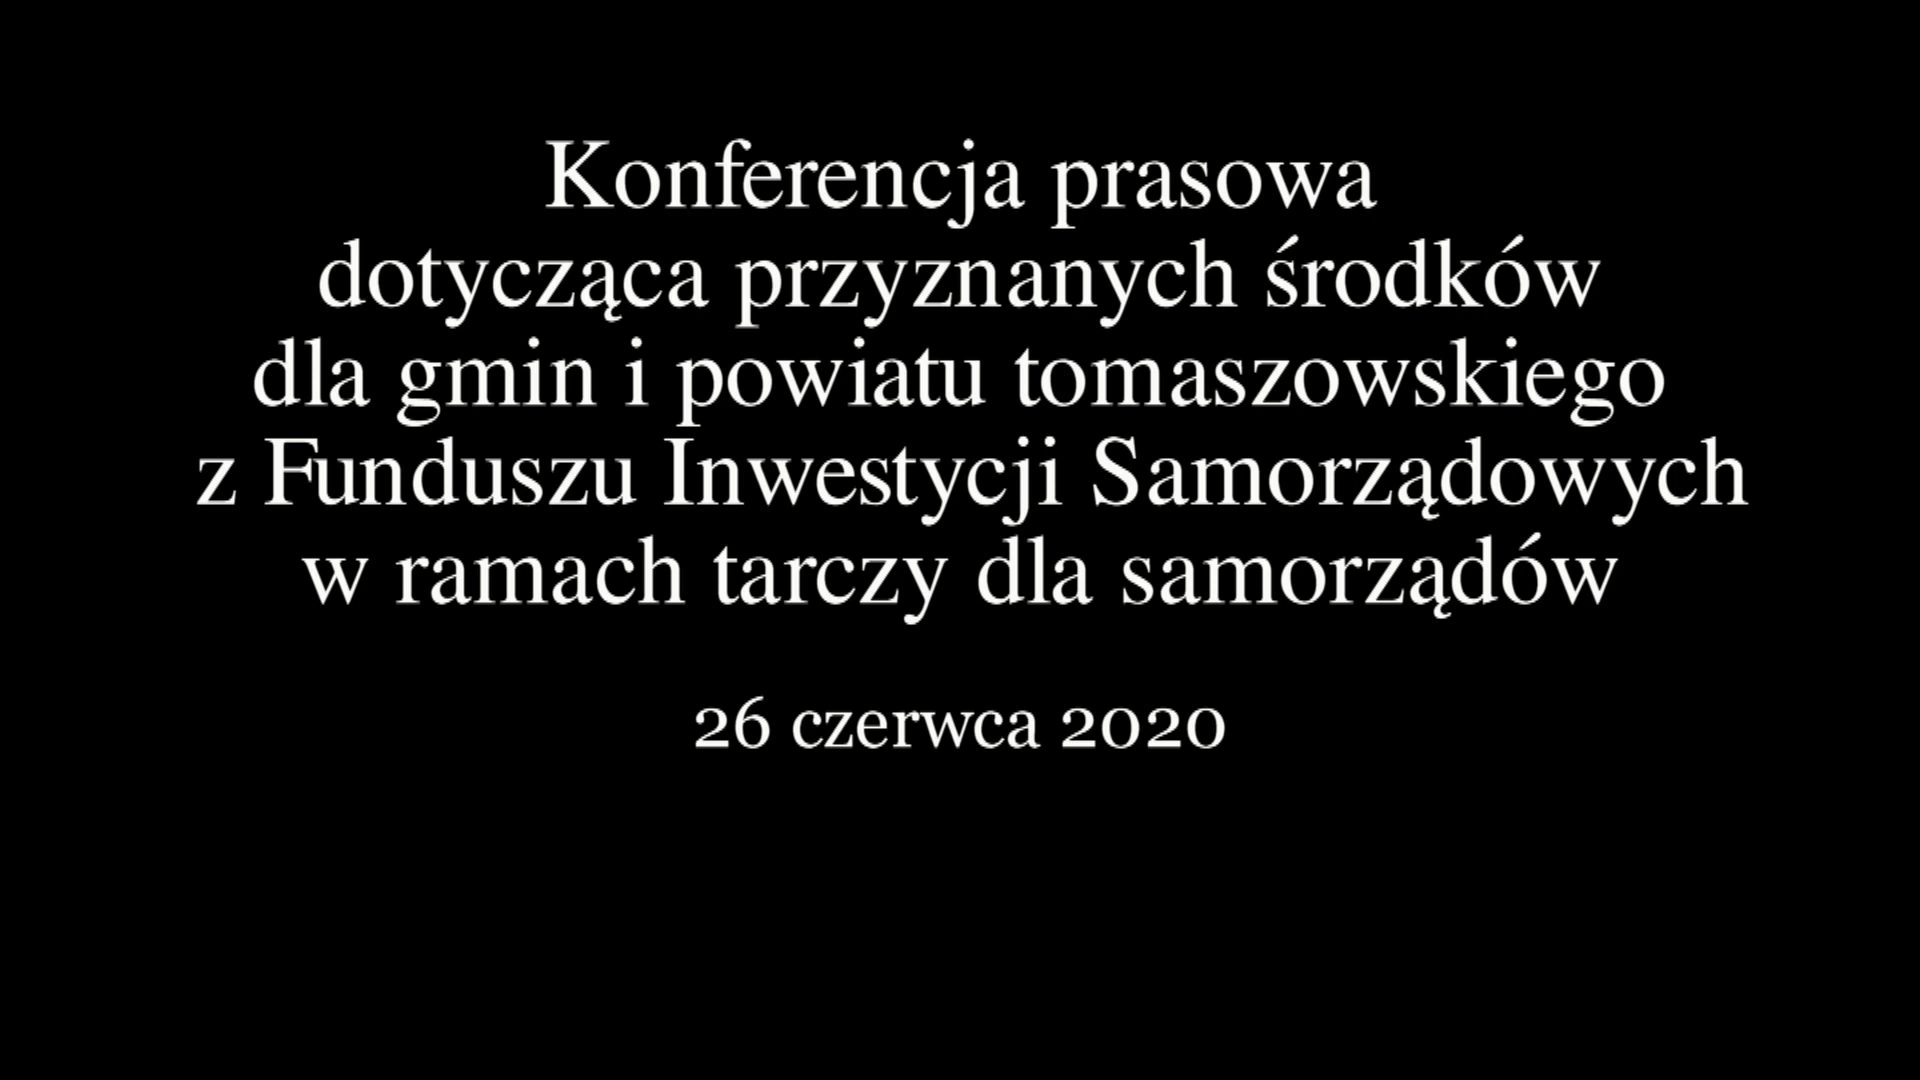 Konferencja prasowa
dotycząca przyznanych środków
dla gmin i powiatu tomaszowskiego
z Funduszu Inwestycji Samorządowych
w ramach tarczy dla samorządów
26 czerwca 2020